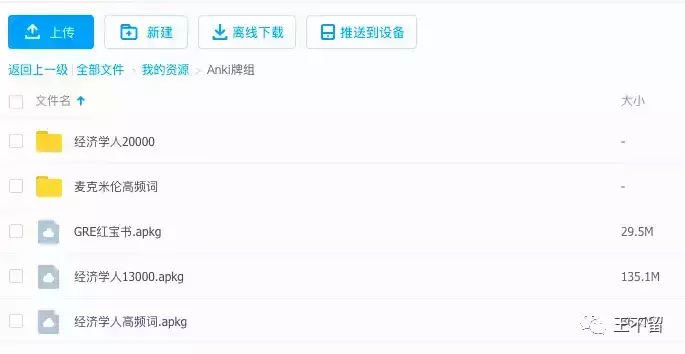 上传 新建 离线下载 推送到设备
返回上一级 | 全部文件 > 我的资源 > Anki牌组
文件名 大小
经济学人20000 -
麦克米伦高频词 -
GRE红宝书.apkg 29.5M
经济学人13000.apkg 135.1M
经济学人高频词.apkg
王不留